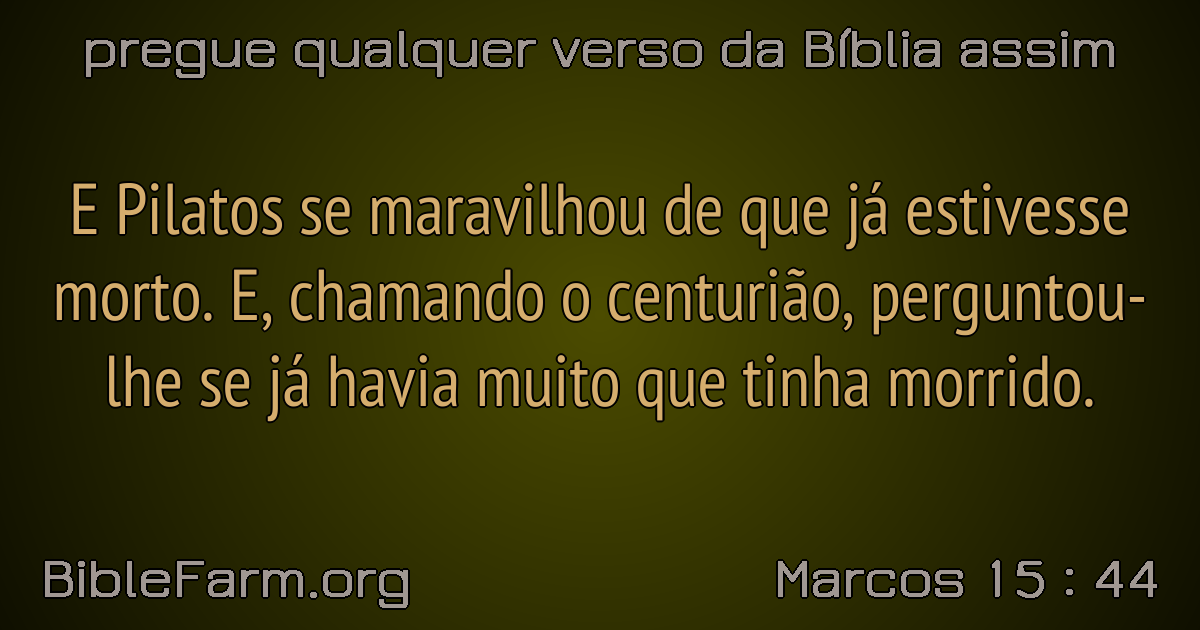 pregue qualquer verso da Bíblia assim
E Pilatos se maravilhou de que já estivesse
morto. E, chamando o centurião, perguntou-
lhe se já havia muito que tinha morrido.
BibleFarm.org
Marcos 15 : 44